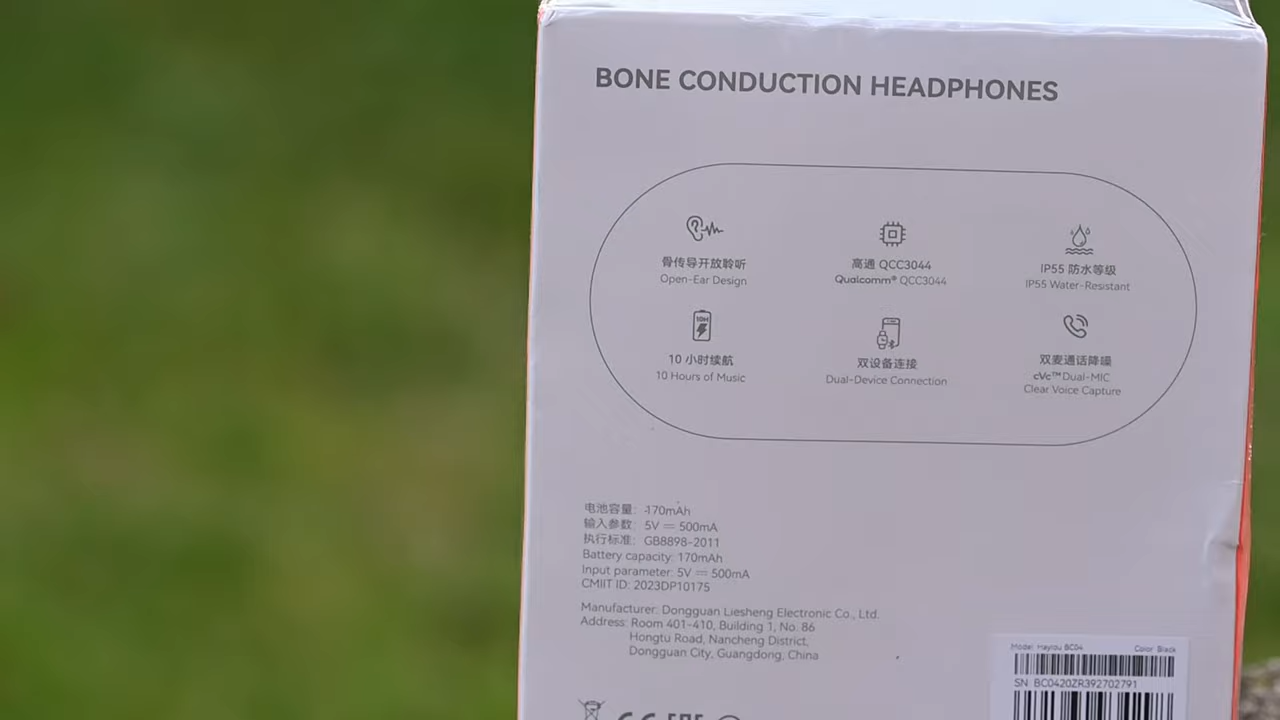 BONE CONDUCTION HEADPHONES
骨传导开放聆听
Open-Ear Design
高通 QCC3044
Qualcomm® QCC3044
IP55 防水等级
IP55 Water-Resistant
10H
10 小时续航
10 Hours of Music
双设备连接
Dual-Device Connection
双麦通话降噪
cVc™ Dual-MIC
Clear Voice Capture
电池容量: 170mAh
输入参数: 5V ⎓ 500mA
执行标准: GB8898-2011
Battery capacity: 170mAh
Input parameter: 5V ⎓ 500mA
CMIIT ID: 2023DP10175
Manufacturer: Dongguan Liesheng Electronic Co., Ltd.
Address: Room 401-410, Building 1, No. 86
Hongtu Road, Nancheng District,
Dongguan City, Guangdong, China
Model: Haylou BC04
Color: Black
SN: BC0420ZR392702791